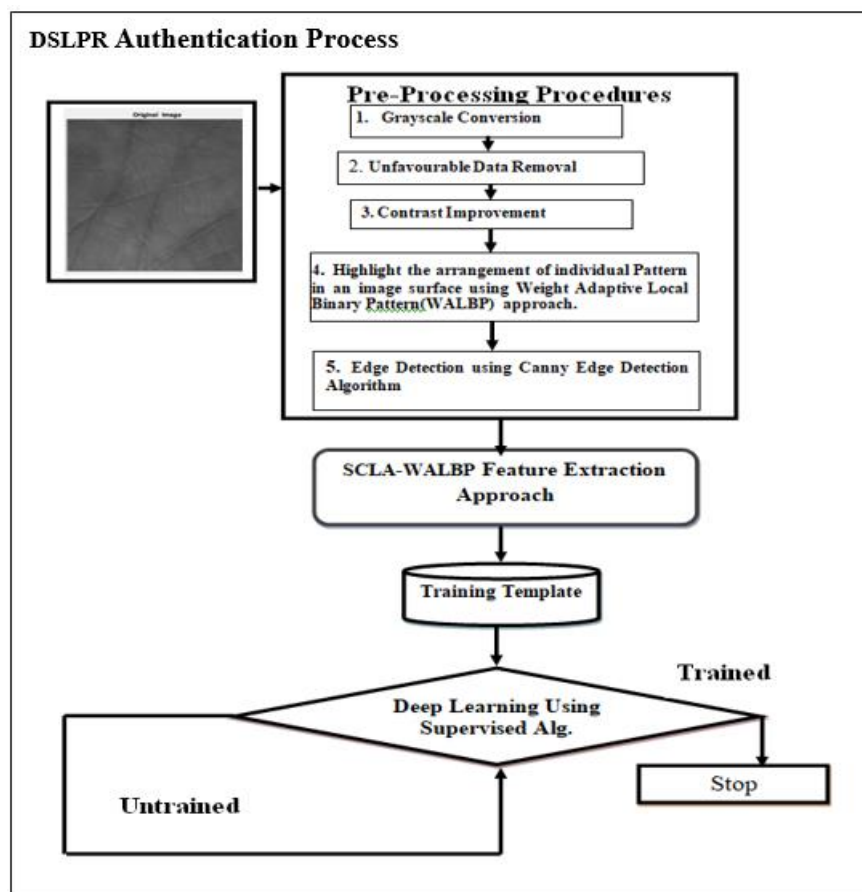 DSLPR Authentication Process
Original Image
Pre-Processing Procedures
1. Grayscale Conversion
2. Unfavourable Data Removal
3. Contrast Improvement
4. Highlight the arrangement of individual Pattern
in an image surface using Weight Adaptive Local
Binary Pattern(WALBP) approach.
5. Edge Detection using Canny Edge Detection
Algorithm
SCLA-WALBP Feature Extraction
Approach
Training Template
Trained
Deep Learning Using
Supervised Alg.
Stop
Untrained